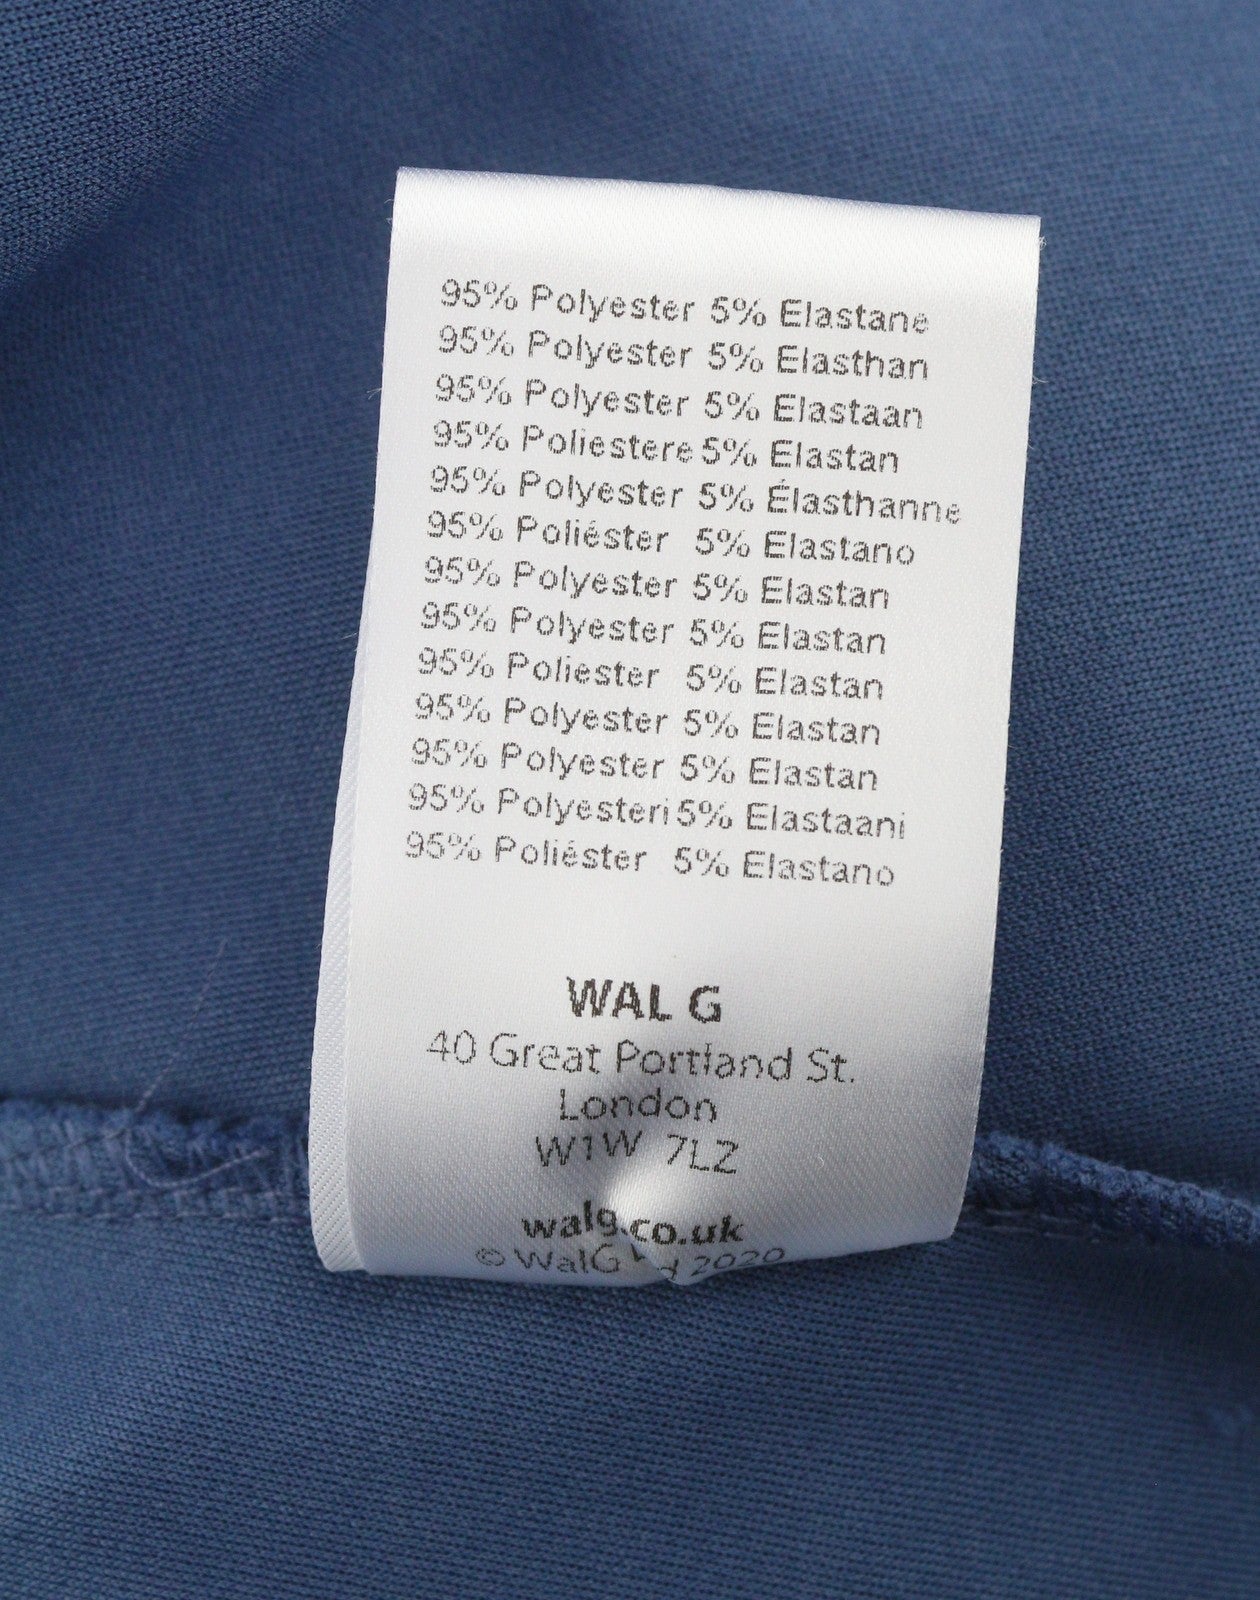 95% Polyester 5% Elastane
95% Polyester 5% Elasthan
95% Polyester 5% Elastaan
95% Poliestere 5% Elastan
95% Polyester 5% Élasthanne
95% Poliéster 5% Elastano
95% Polyester 5% Elastan
95% Polyester 5% Elastan
95% Poliester 5% Elastan
95% Polyester 5% Elastan
95% Polyester 5% Elastan
95% Polyesteri 5% Elastaani
95% Poliéster 5% Elastano
WAL G
40 Great Portland St.
London
W1W 7LZ
walg.co.uk
© WalG 2020